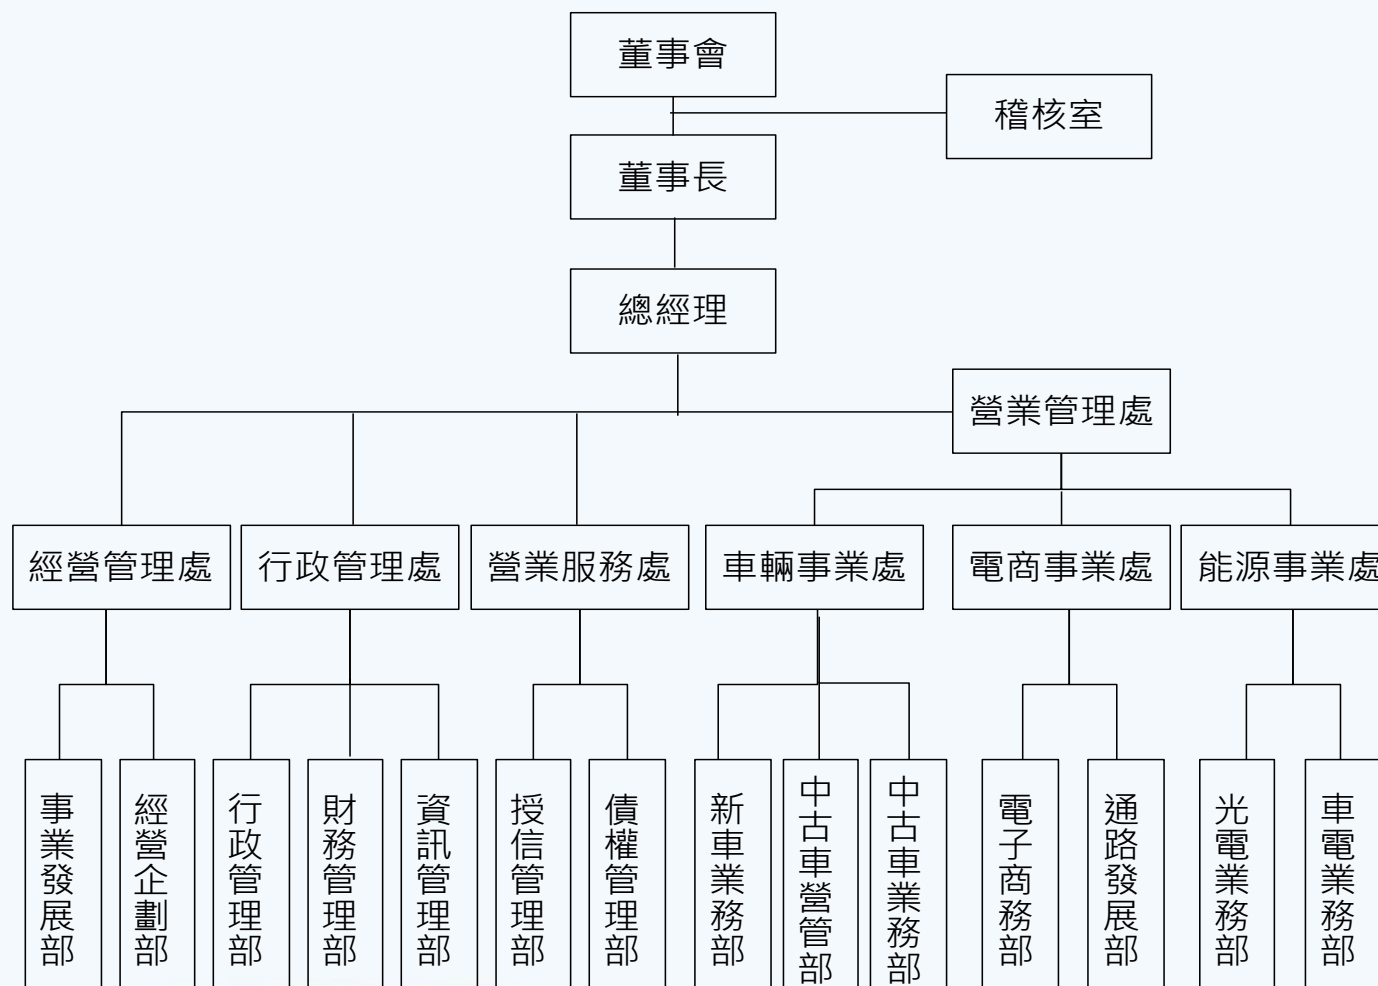 董事會
稽核室
董事長
總經理
營業管理處
經營管理處
行政管理處
營業服務處
車輛事業處
電商事業處
能源事業處
事業發展部
經營企劃部
行政管理部
財務管理部
資訊管理部
授信管理部
債權管理部
新車業務部
中古車營管部
中古車業務部
電子商務部
通路發展部
光電業務部
車電業務部